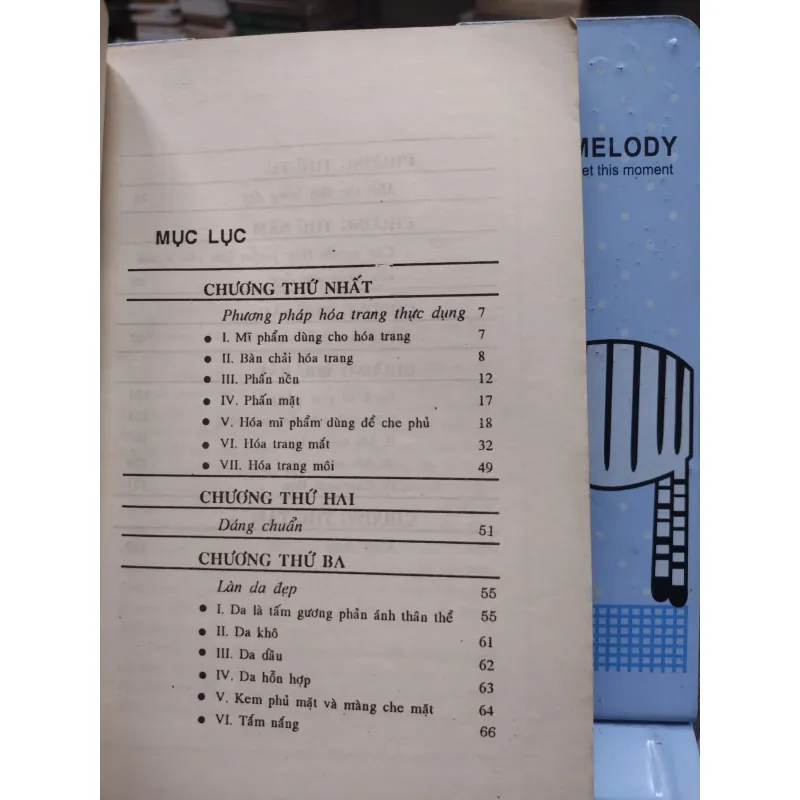 MỤC LỤC
CHƯƠNG THỨ NHẤT
Phương pháp hóa trang thực dụng 7
• I. Mĩ phẩm dùng cho hóa trang 7
• II. Bàn chải hóa trang 8
• III. Phấn nền 12
• IV. Phấn mặt 17
• V. Hóa mĩ phẩm dùng để che phủ 18
• VI. Hóa trang mắt 32
• VII. Hóa trang môi 49
CHƯƠNG THỨ HAI
Dáng chuẩn 51
CHƯƠNG THỨ BA
Làn da đẹp 55
• I. Da là tấm gương phản ánh thân thể 55
• II. Da khô 61
• III. Da dầu 62
• IV. Da hỗn hợp 63
• V. Kem phủ mặt và màng che mặt 64
• VI. Tắm nắng 66
MELODY
et this moment